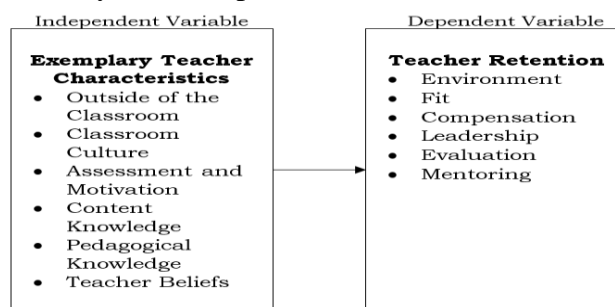 Independent Variable
Exemplary Teacher
Characteristics
• Outside of the
Classroom
• Classroom
Culture
• Assessment and
Motivation
• Content
Knowledge
• Pedagogical
Knowledge
• Teacher Beliefs
Dependent Variable
Teacher Retention
• Environment
• Fit
• Compensation
• Leadership
• Evaluation
• Mentoring